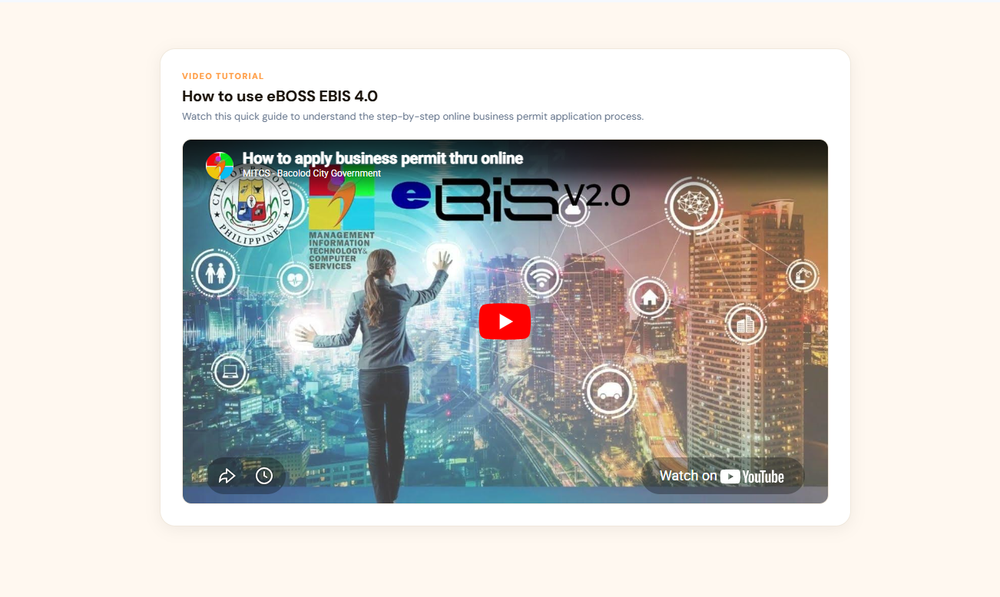 VIDEO TUTORIAL
How to use eBOSS EBIS 4.0
Watch this quick guide to understand the step-by-step online business permit application process.
How to apply business permit thru online
MITCS - Bacolod City Government
eBiS V2.0
CITY OF BACOLOD
PHILIPPINES
MANAGEMENT
INFORMATION
TECHNOLOGY&
COMPUTER
SERVICES
Watch on YouTube